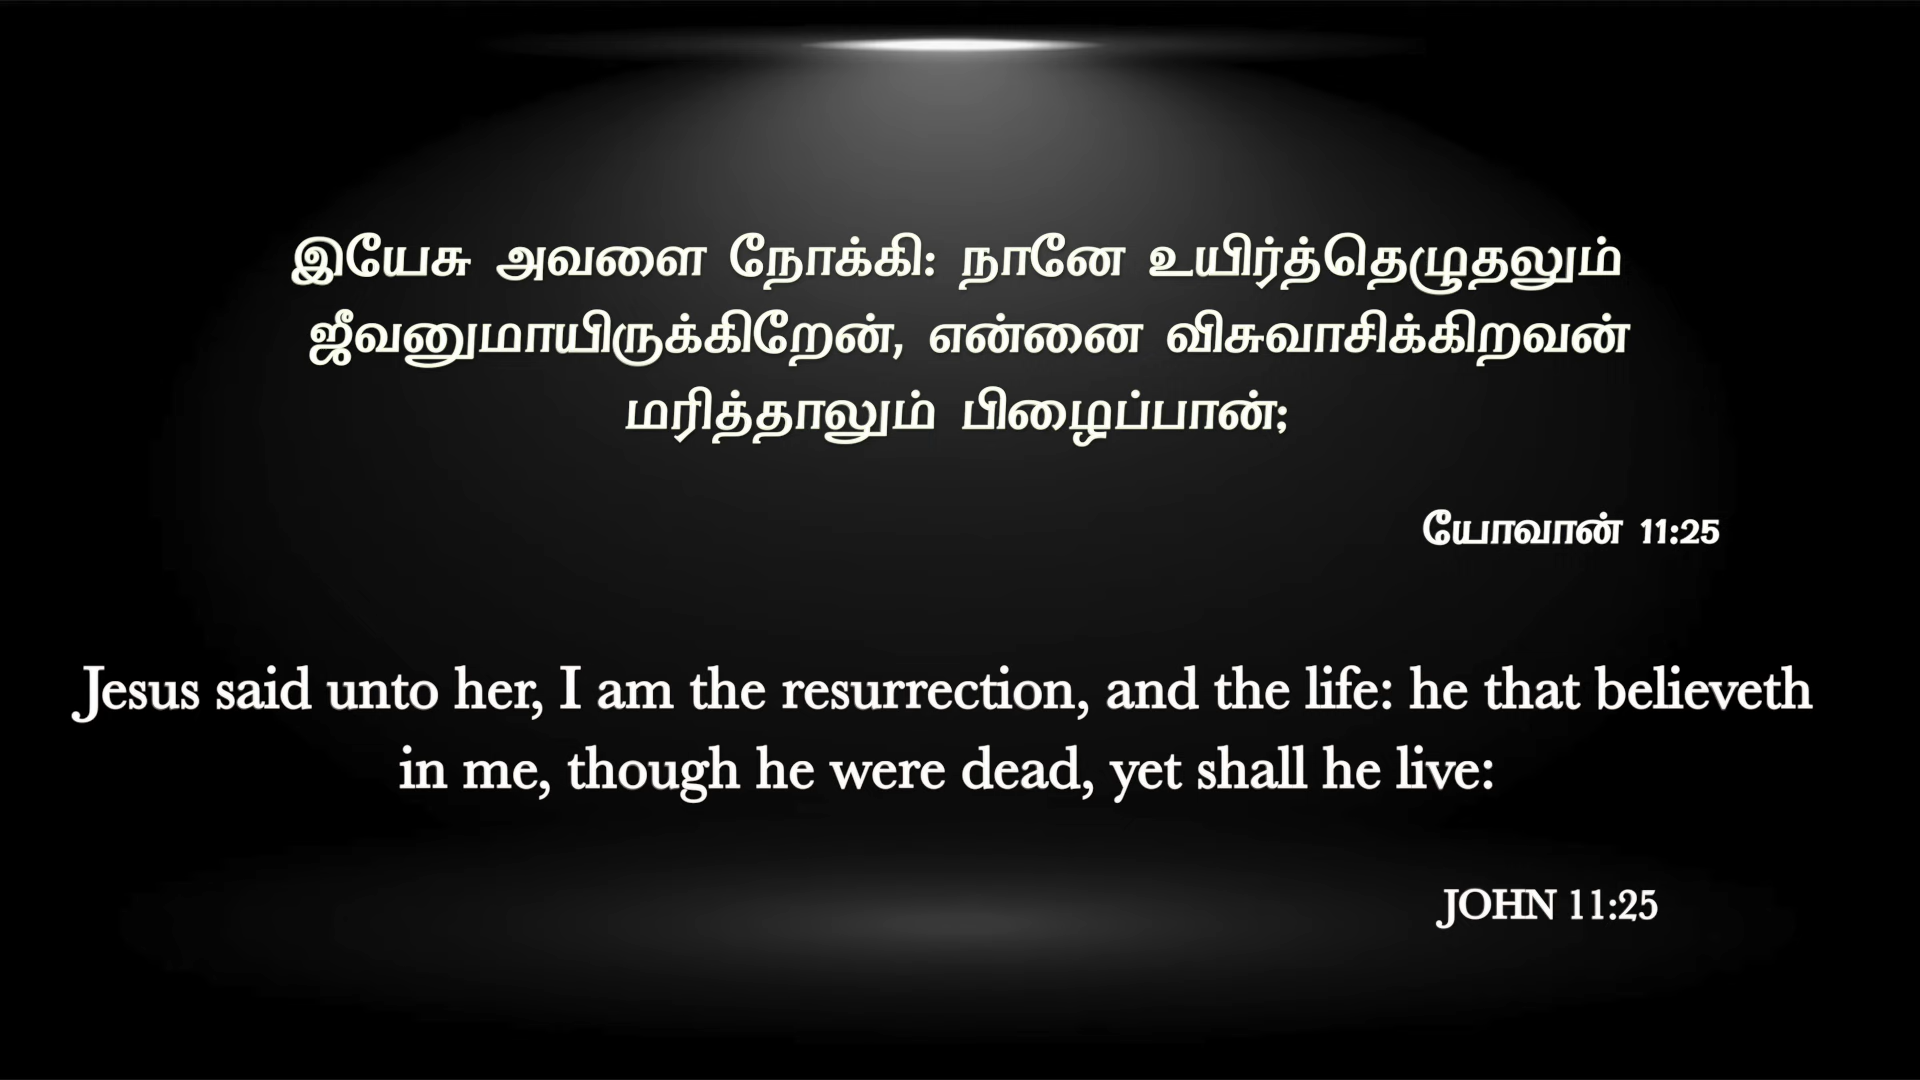 இயேசு அவளை நோக்கி: நானே உயிர்த்தெழுதலும்
ஜீவனுமாயிருக்கிறேன், என்னை விசுவாசிக்கிறவன்
மரித்தாலும் பிழைப்பான்;
யோவான் 11:25
Jesus said unto her, I am the resurrection, and the life: he that believeth
in me, though he were dead, yet shall he live:
JOHN 11:25